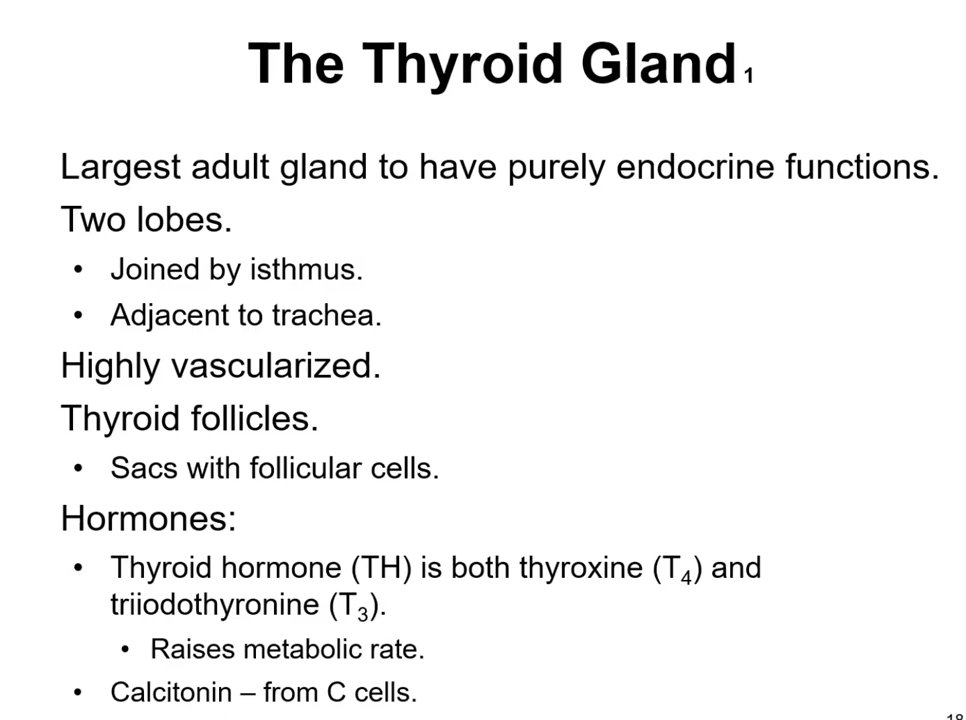 The Thyroid Gland 1
Largest adult gland to have purely endocrine functions.
Two lobes.
• Joined by isthmus.
• Adjacent to trachea.
Highly vascularized.
Thyroid follicles.
• Sacs with follicular cells.
Hormones:
• Thyroid hormone (TH) is both thyroxine (T4) and
triiodothyronine (T3).
• Raises metabolic rate.
• Calcitonin – from C cells.